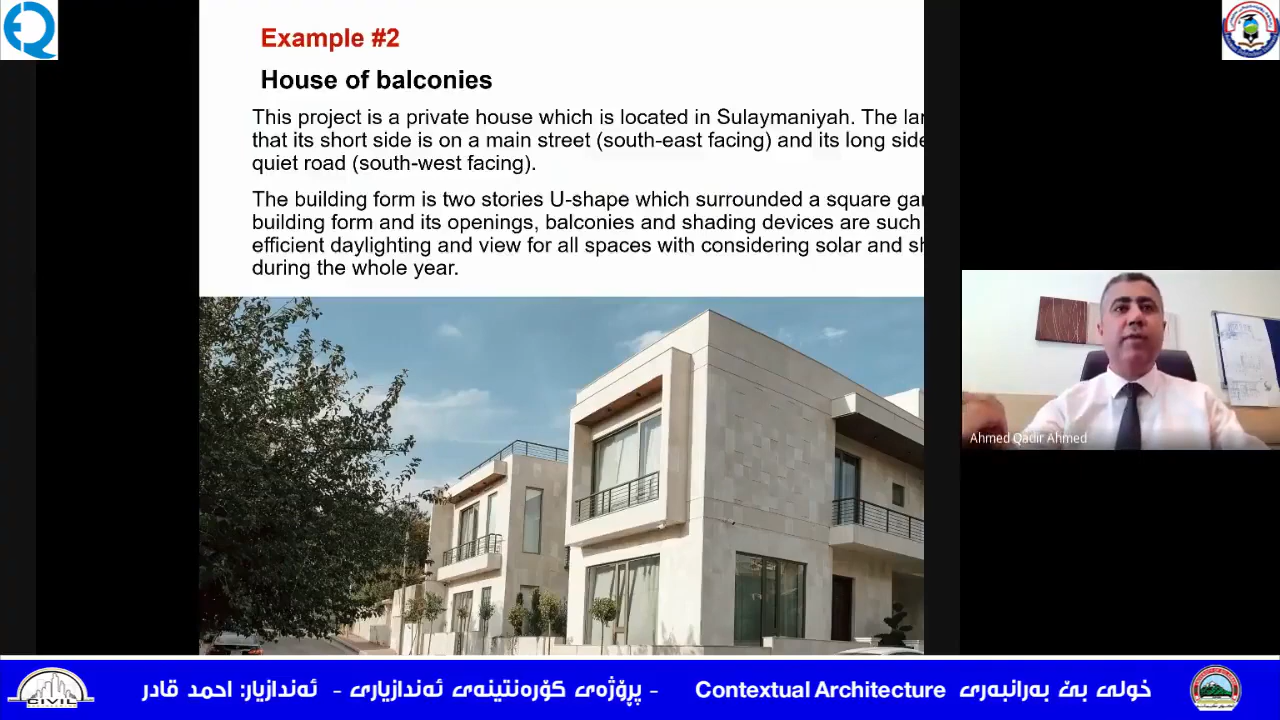 Example #2
House of balconies
This project is a private house which is located in Sulaymaniyah. The lar
that its short side is on a main street (south-east facing) and its long side
quiet road (south-west facing).
The building form is two stories U-shape which surrounded a square gar
building form and its openings, balconies and shading devices are such
efficient daylighting and view for all spaces with considering solar and sh
during the whole year.
Ahmed Qadir Ahmed
خولی بێ بەرانبەری Contextual Architecture - پڕۆژەی کۆرەنتینەی ئەندازیاری - ئەندازیار: احمد قادر
CIVIL